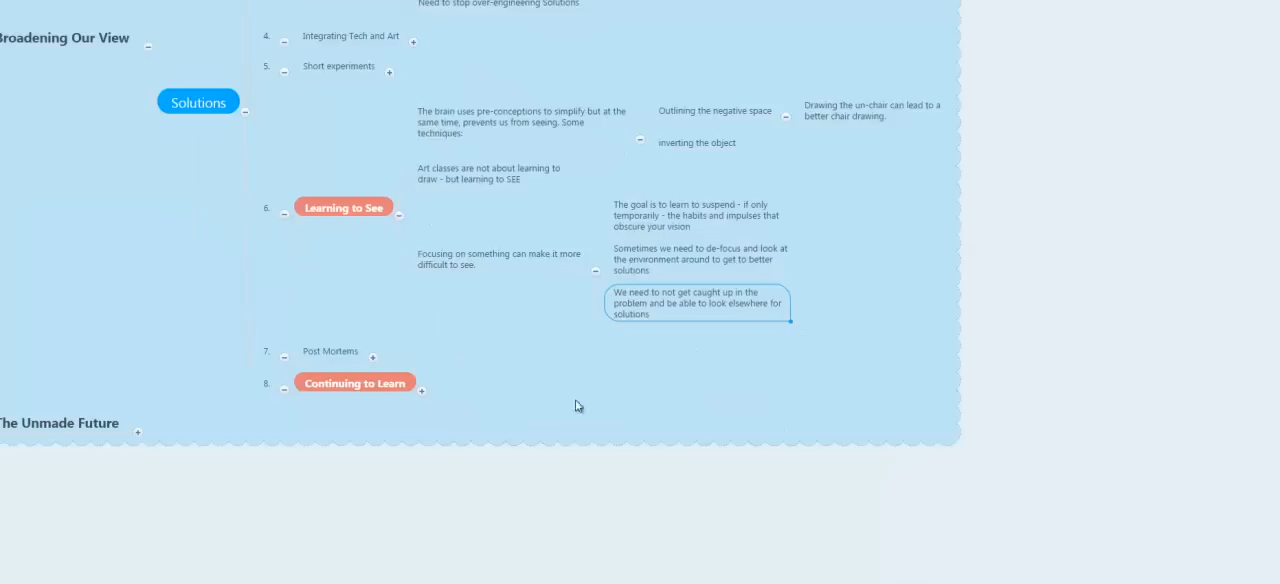 Need to stop over-engineering Solutions
Broadening Our View
4. Integrating Tech and Art
5. Short experiments
Solutions
The brain uses pre-conceptions to simplify but at the
same time, prevents us from seeing. Some
techniques:
Outlining the negative space
Drawing the un-chair can lead to a
better chair drawing.
inverting the object
Art classes are not about learning to
draw - but learning to SEE
6. Learning to See
The goal is to learn to suspend - if only
temporarily - the habits and impulses that
obscure your vision
Focusing on something can make it more
difficult to see.
Sometimes we need to de-focus and look at
the environment around to get to better
solutions
We need to not get caught up in the
problem and be able to look elsewhere for
solutions
7. Post Mortems
8. Continuing to Learn
The Unmade Future